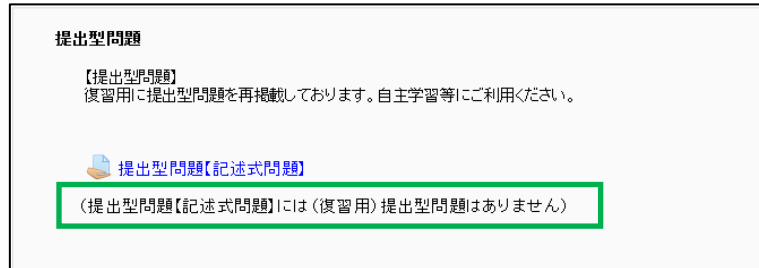 提出型問題
【提出型問題】
復習用に提出型問題を再掲載しております。自主学習等にご利用ください。
提出型問題【記述式問題】
(提出型問題【記述式問題】には(復習用)提出型問題はありません)